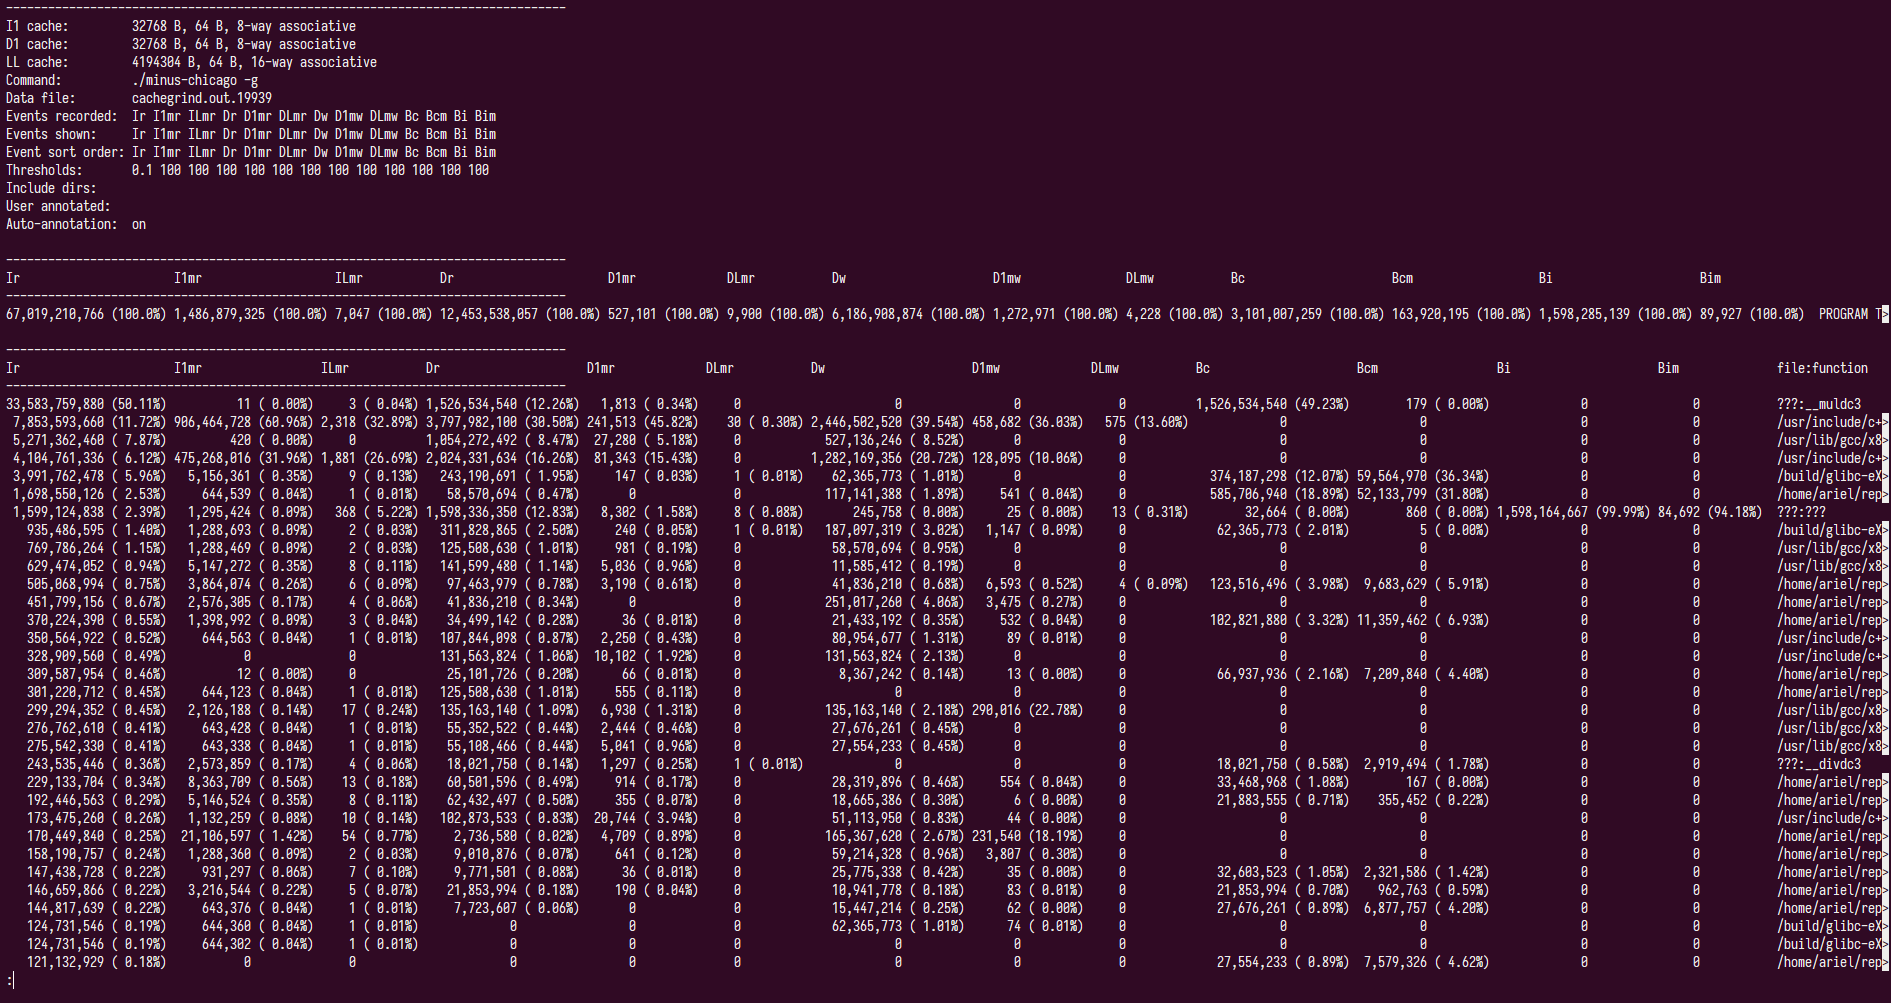 --------------------------------------------------------------------------------
I1 cache:         32768 B, 64 B, 8-way associative
D1 cache:         32768 B, 64 B, 8-way associative
LL cache:         4194304 B, 64 B, 16-way associative
Command:          ./minus-chicago -g
Data file:        cachegrind.out.19939
Events recorded:  Ir I1mr ILmr Dr D1mr DLmr Dw D1mw DLmw Bc Bcm Bi Bim
Events shown:     Ir I1mr ILmr Dr D1mr DLmr Dw D1mw DLmw Bc Bcm Bi Bim
Event sort order: Ir I1mr ILmr Dr D1mr DLmr Dw D1mw DLmw Bc Bcm Bi Bim
Thresholds:       0.1 100 100 100 100 100 100 100 100 100 100 100 100
Include dirs:
User annotated:
Auto-annotation:  on
--------------------------------------------------------------------------------
Ir I1mr ILmr Dr D1mr DLmr Dw D1mw DLmw Bc Bcm Bi Bim
--------------------------------------------------------------------------------
67,019,210,766 (100.0%) 1,486,879,325 (100.0%) 7,047 (100.0%) 12,453,538,057 (100.0%) 527,101 (100.0%) 9,900 (100.0%) 6,186,908,874 (100.0%) 1,272,971 (100.0%) 4,228 (100.0%) 3,101,007,259 (100.0%) 163,920,195 (100.0%) 1,598,285,139 (100.0%) 89,927 (100.0%)  PROGRAM T>
--------------------------------------------------------------------------------
Ir I1mr ILmr Dr D1mr DLmr Dw D1mw DLmw Bc Bcm Bi Bim file:function
--------------------------------------------------------------------------------
33,583,759,880 (50.11%) 11 ( 0.00%) 3 ( 0.04%) 1,526,534,540 (12.26%) 1,813 ( 0.34%) 0 0 0 0 1,526,534,540 (49.23%) 179 ( 0.00%) 0 0 ???:__muldc3
7,853,593,660 (11.72%) 906,464,728 (60.96%) 2,318 (32.89%) 3,797,982,100 (30.50%) 241,513 (45.82%) 30 ( 0.30%) 2,446,502,520 (39.54%) 458,682 (36.03%) 575 (13.60%) 0 0 0 0 /usr/include/c+>
5,271,362,460 ( 7.87%) 420 ( 0.00%) 0 1,054,272,492 ( 8.47%) 27,280 ( 5.18%) 0 527,136,246 ( 8.52%) 0 0 0 0 0 0 /usr/lib/gcc/x8>
4,104,761,336 ( 6.12%) 475,268,016 (31.96%) 1,881 (26.69%) 2,024,331,634 (16.26%) 81,343 (15.43%) 0 1,282,169,356 (20.72%) 128,095 (10.06%) 0 0 0 0 0 /usr/include/c+>
3,991,762,478 ( 5.96%) 5,156,361 ( 0.35%) 9 ( 0.13%) 243,190,691 ( 1.95%) 147 ( 0.03%) 1 ( 0.01%) 62,365,773 ( 1.01%) 0 0 374,187,298 (12.07%) 59,564,970 (36.34%) 0 0 /build/glibc-eX>
1,698,550,126 ( 2.53%) 644,539 ( 0.04%) 1 ( 0.01%) 58,570,694 ( 0.47%) 0 0 117,141,388 ( 1.89%) 541 ( 0.04%) 0 585,706,940 (18.89%) 52,133,799 (31.80%) 0 0 /home/ariel/rep>
1,599,124,838 ( 2.39%) 1,295,424 ( 0.09%) 368 ( 5.22%) 1,598,336,350 (12.83%) 8,302 ( 1.58%) 8 ( 0.08%) 245,758 ( 0.00%) 25 ( 0.00%) 13 ( 0.31%) 32,664 ( 0.00%) 860 ( 0.00%) 1,598,164,667 (99.99%) 84,692 (94.18%) ???:???
935,486,595 ( 1.40%) 1,288,693 ( 0.09%) 2 ( 0.03%) 311,828,865 ( 2.50%) 240 ( 0.05%) 1 ( 0.01%) 187,097,319 ( 3.02%) 1,147 ( 0.09%) 0 62,365,773 ( 2.01%) 5 ( 0.00%) 0 0 /build/glibc-eX>
769,786,264 ( 1.15%) 1,288,469 ( 0.09%) 2 ( 0.03%) 125,508,630 ( 1.01%) 981 ( 0.19%) 0 58,570,694 ( 0.95%) 0 0 0 0 0 0 /usr/lib/gcc/x8>
629,474,052 ( 0.94%) 5,147,272 ( 0.35%) 8 ( 0.11%) 141,599,480 ( 1.14%) 5,036 ( 0.96%) 0 11,585,412 ( 0.19%) 0 0 0 0 0 0 /usr/lib/gcc/x8>
505,068,994 ( 0.75%) 3,864,074 ( 0.26%) 6 ( 0.09%) 97,463,979 ( 0.78%) 3,190 ( 0.61%) 0 41,836,210 ( 0.68%) 6,593 ( 0.52%) 4 ( 0.09%) 123,516,496 ( 3.98%) 9,683,629 ( 5.91%) 0 0 /home/ariel/rep>
451,799,156 ( 0.67%) 2,576,305 ( 0.17%) 4 ( 0.06%) 41,836,210 ( 0.34%) 0 0 251,017,260 ( 4.06%) 3,475 ( 0.27%) 0 0 0 0 0 /home/ariel/rep>
370,224,390 ( 0.55%) 1,398,992 ( 0.09%) 3 ( 0.04%) 34,499,142 ( 0.28%) 36 ( 0.01%) 0 21,433,192 ( 0.35%) 532 ( 0.04%) 0 102,821,880 ( 3.32%) 11,359,462 ( 6.93%) 0 0 /home/ariel/rep>
350,564,922 ( 0.52%) 644,563 ( 0.04%) 1 ( 0.01%) 107,844,098 ( 0.87%) 2,250 ( 0.43%) 0 80,954,677 ( 1.31%) 89 ( 0.01%) 0 0 0 0 0 /usr/include/c+>
328,909,560 ( 0.49%) 0 0 131,563,824 ( 1.06%) 10,102 ( 1.92%) 0 131,563,824 ( 2.13%) 0 0 0 0 0 0 /usr/include/c+>
309,587,954 ( 0.46%) 12 ( 0.00%) 0 25,101,726 ( 0.20%) 66 ( 0.01%) 0 8,367,242 ( 0.14%) 13 ( 0.00%) 0 66,937,936 ( 2.16%) 7,209,840 ( 4.40%) 0 0 /home/ariel/rep>
301,220,712 ( 0.45%) 644,123 ( 0.04%) 1 ( 0.01%) 125,508,630 ( 1.01%) 555 ( 0.11%) 0 0 0 0 0 0 0 0 /home/ariel/rep>
299,294,352 ( 0.45%) 2,126,188 ( 0.14%) 17 ( 0.24%) 135,163,140 ( 1.09%) 6,930 ( 1.31%) 0 135,163,140 ( 2.18%) 290,016 (22.78%) 0 0 0 0 0 /usr/lib/gcc/x8>
276,762,610 ( 0.41%) 643,428 ( 0.04%) 1 ( 0.01%) 55,352,522 ( 0.44%) 2,444 ( 0.46%) 0 27,676,261 ( 0.45%) 0 0 0 0 0 0 /usr/lib/gcc/x8>
275,542,330 ( 0.41%) 643,338 ( 0.04%) 1 ( 0.01%) 55,108,466 ( 0.44%) 5,041 ( 0.96%) 0 27,554,233 ( 0.45%) 0 0 0 0 0 0 /usr/lib/gcc/x8>
243,535,446 ( 0.36%) 2,573,859 ( 0.17%) 4 ( 0.06%) 18,021,750 ( 0.14%) 1,297 ( 0.25%) 1 ( 0.01%) 0 0 0 18,021,750 ( 0.58%) 2,919,494 ( 1.78%) 0 0 ???:__divdc3
229,133,704 ( 0.34%) 8,363,709 ( 0.56%) 13 ( 0.18%) 60,501,596 ( 0.49%) 914 ( 0.17%) 0 28,319,896 ( 0.46%) 554 ( 0.04%) 0 33,468,968 ( 1.08%) 167 ( 0.00%) 0 0 /home/ariel/rep>
192,446,563 ( 0.29%) 5,146,524 ( 0.35%) 8 ( 0.11%) 62,432,497 ( 0.50%) 355 ( 0.07%) 0 18,665,386 ( 0.30%) 6 ( 0.00%) 0 21,883,555 ( 0.71%) 355,452 ( 0.22%) 0 0 /home/ariel/rep>
173,475,260 ( 0.26%) 1,132,259 ( 0.08%) 10 ( 0.14%) 102,873,533 ( 0.83%) 20,744 ( 3.94%) 0 51,113,950 ( 0.83%) 44 ( 0.00%) 0 0 0 0 0 /usr/include/c+>
170,449,840 ( 0.25%) 21,106,597 ( 1.42%) 54 ( 0.77%) 2,736,580 ( 0.02%) 4,709 ( 0.89%) 0 165,367,620 ( 2.67%) 231,540 (18.19%) 0 0 0 0 0 /home/ariel/rep>
158,190,757 ( 0.24%) 1,288,360 ( 0.09%) 2 ( 0.03%) 9,010,876 ( 0.07%) 641 ( 0.12%) 0 59,214,328 ( 0.96%) 3,807 ( 0.30%) 0 0 0 0 0 /home/ariel/rep>
147,438,728 ( 0.22%) 931,297 ( 0.06%) 7 ( 0.10%) 9,771,501 ( 0.08%) 36 ( 0.01%) 0 25,775,338 ( 0.42%) 35 ( 0.00%) 0 32,603,523 ( 1.05%) 2,321,586 ( 1.42%) 0 0 /home/ariel/rep>
146,659,866 ( 0.22%) 3,216,544 ( 0.22%) 5 ( 0.07%) 21,853,994 ( 0.18%) 190 ( 0.04%) 0 10,941,778 ( 0.18%) 83 ( 0.01%) 0 21,853,994 ( 0.70%) 962,763 ( 0.59%) 0 0 /home/ariel/rep>
144,817,639 ( 0.22%) 643,376 ( 0.04%) 1 ( 0.01%) 7,723,607 ( 0.06%) 0 0 15,447,214 ( 0.25%) 62 ( 0.00%) 0 27,676,261 ( 0.89%) 6,877,757 ( 4.20%) 0 0 /home/ariel/rep>
124,731,546 ( 0.19%) 644,360 ( 0.04%) 1 ( 0.01%) 0 0 0 62,365,773 ( 1.01%) 74 ( 0.01%) 0 0 0 0 0 /build/glibc-eX>
124,731,546 ( 0.19%) 644,302 ( 0.04%) 1 ( 0.01%) 0 0 0 0 0 0 0 0 0 0 /build/glibc-eX>
121,132,929 ( 0.18%) 0 0 0 0 0 0 0 0 27,554,233 ( 0.89%) 7,579,326 ( 4.62%) 0 0 /home/ariel/rep>
: